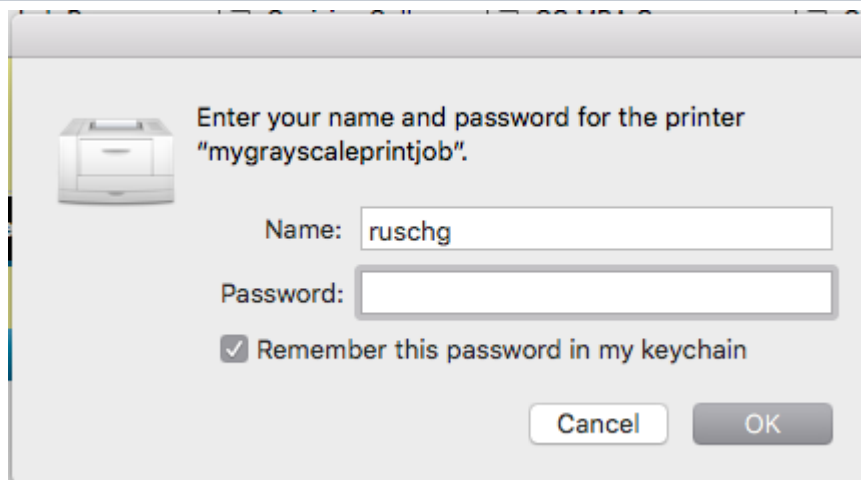 Enter your name and password for the printer
“mygrayscaleprintjob”.
Name: ruschg
Password:
Remember this password in my keychain
Cancel OK